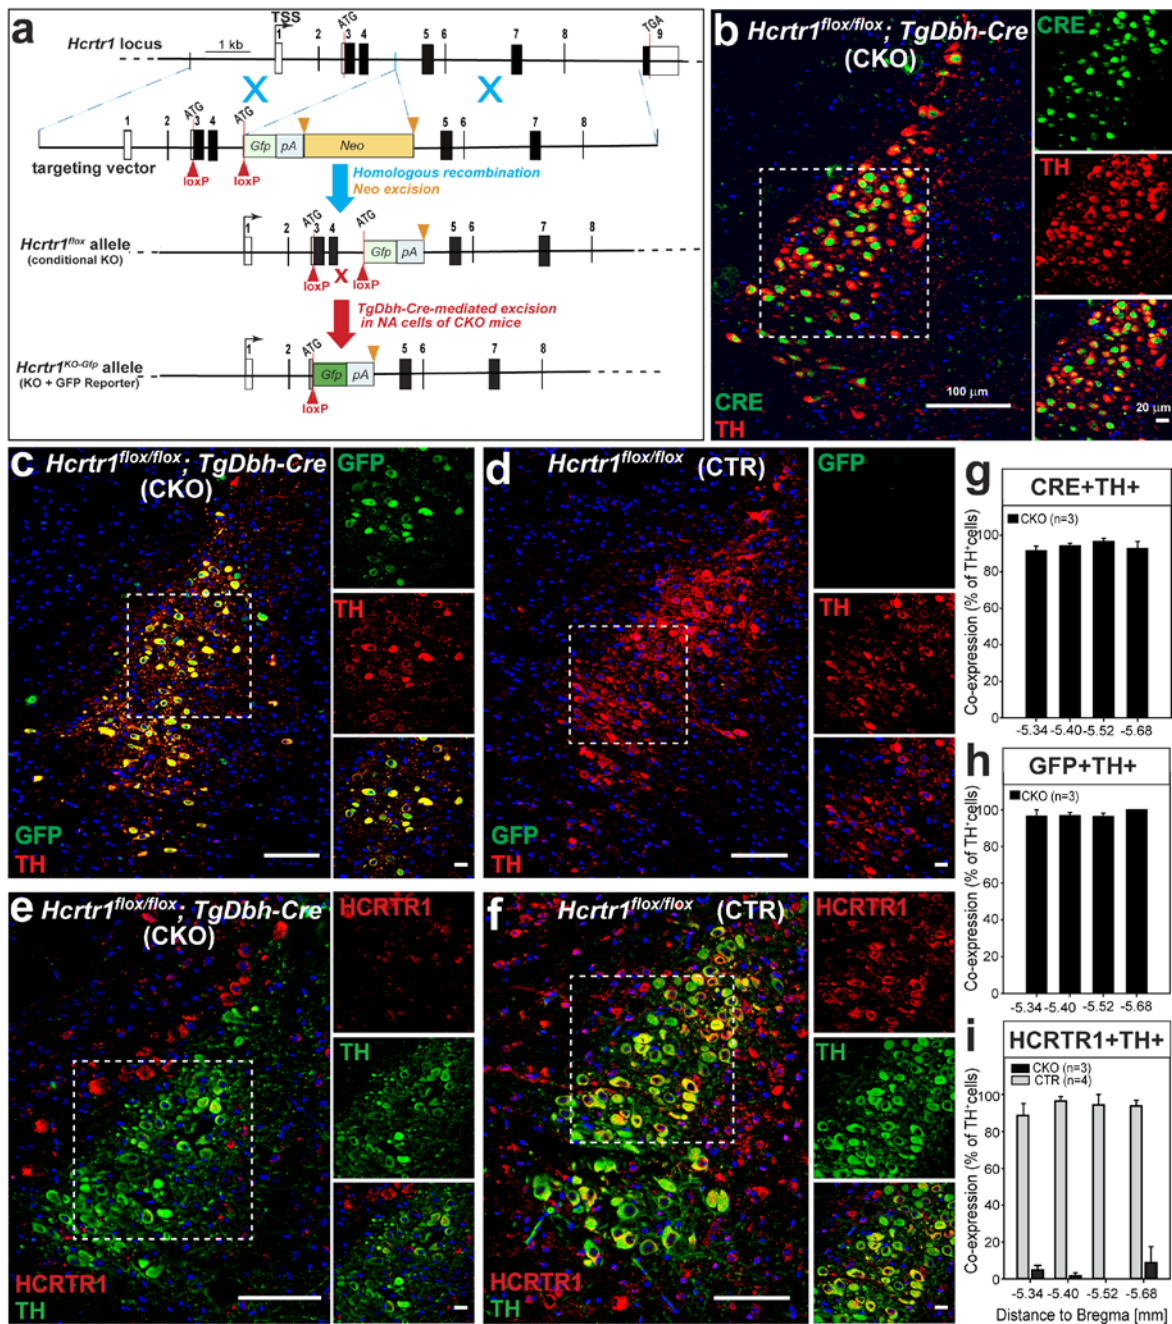 a
Hcrtr1 locus
1 kb
TSS
ATG
TGA
1 2 3 4 5 6 7 8 9
ATG
ATG
1 2 3 4 5 6 7 8
Gfp pA Neo
targeting vector
loxP loxP
Homologous recombination
Neo excision
ATG ATG
1 2 3 4 5 6 7 8
Hcrtr1flox allele
(conditional KO)
Gfp pA
loxP X loxP
TgDbh-Cre-mediated excision
in NA cells of CKO mice
ATG
1 2 5 6 7 8
Hcrtr1KO-Gfp allele
(KO + GFP Reporter)
Gfp pA
loxP
b Hcrtr1flox/flox; TgDbh-Cre
(CKO)
CRE
TH
CRE
TH
100 µm
20 µm
c Hcrtr1flox/flox; TgDbh-Cre
(CKO)
GFP
TH
GFP
TH
d Hcrtr1flox/flox (CTR)
GFP
TH
GFP
TH
e Hcrtr1flox/flox; TgDbh-Cre
(CKO)
HCRTR1
TH
HCRTR1
TH
f Hcrtr1flox/flox (CTR)
HCRTR1
TH
HCRTR1
TH
g CRE+TH+
CKO (n=3)
Co-expression (% of TH+cells)
100
80
60
40
20
0
-5.34 -5.40 -5.52 -5.68
h GFP+TH+
CKO (n=3)
Co-expression (% of TH+cells)
100
80
60
40
20
0
-5.34 -5.40 -5.52 -5.68
i HCRTR1+TH+
CKO (n=3)
CTR (n=4)
Co-expression (% of TH+cells)
100
80
60
40
20
0
-5.34 -5.40 -5.52 -5.68
Distance to Bregma [mm]